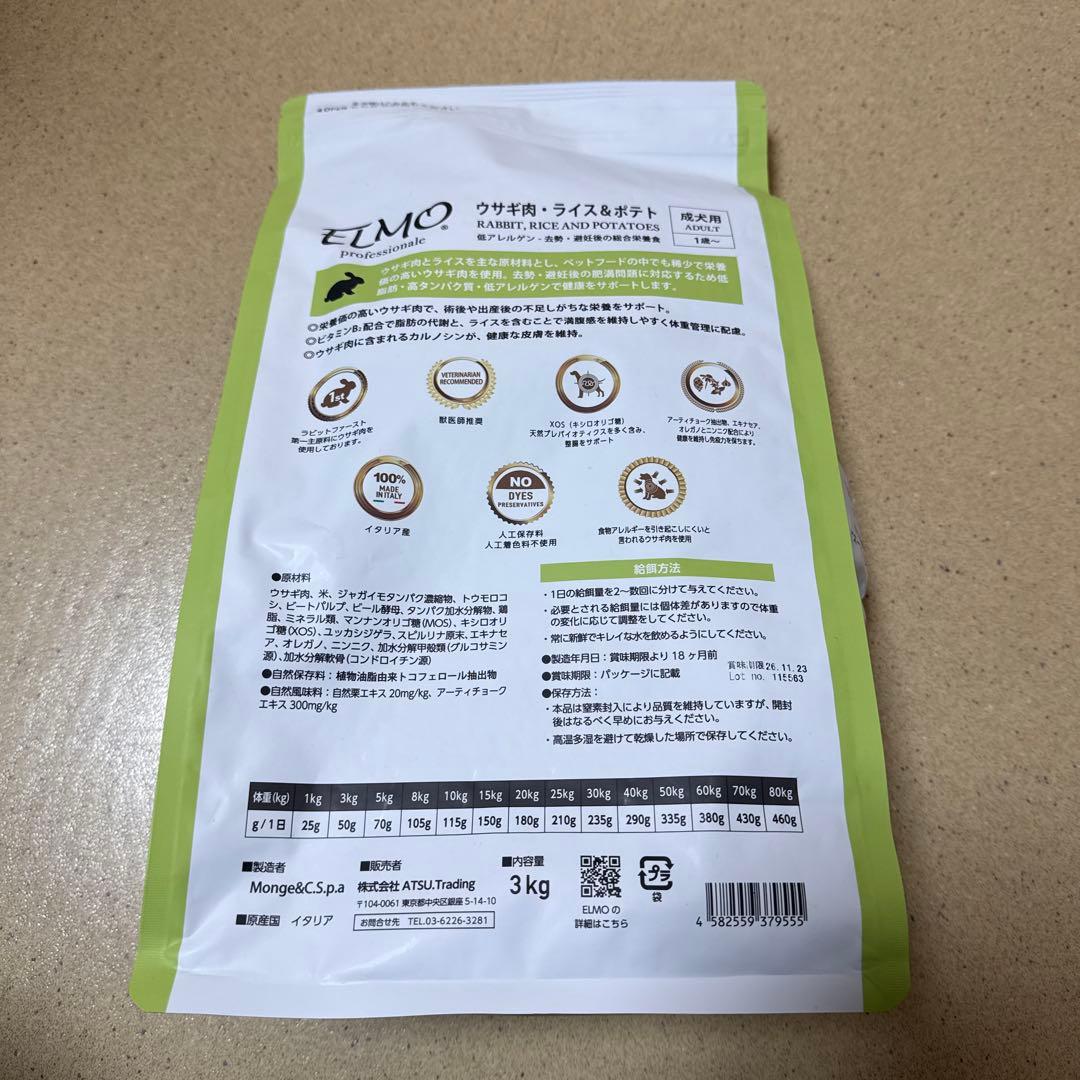 ELMO®
professionale
ウサギ肉・ライス&ポテト
RABBIT, RICE AND POTATOES
低アレルゲン - 去勢・避妊後の総合栄養食
成犬用
ADULT
1歳～
ウサギ肉とライスを主な原材料とし、ペットフードの中でも稀少で栄養
価の高いウサギ肉を使用。去勢・避妊後の肥満問題に対応するため低
脂肪・高タンパク質・低アレルゲンで健康をサポートします。
◎栄養価の高いウサギ肉で、術後や出産後の不足しがちな栄養をサポート。
◎ビタミンB₂配合で脂肪の代謝と、ライスを含むことで満腹感を維持しやすく体重管理に配慮。
◎ウサギ肉に含まれるカルノシンが、健康な皮膚を維持。
1st
ラビットファースト
第一主原料にウサギ肉を
使用しております。
VETERINARIAN
RECOMMENDED
獣医師推奨
XOS（キシロオリゴ糖）
天然プレバイオティクスを多く含み、
整腸をサポート
アーティチョーク抽出物、エキナセア、
オレガノとニンニク配合により
健康を維持し免疫力を保ちます。
100%
MADE
IN ITALY
イタリア産
NO
DYES
PRESERVATIVES
人工保存料
人工着色料不使用
食物アレルギーを引き起こしにくいと
言われるウサギ肉を使用
●原材料
ウサギ肉、米、ジャガイモタンパク濃縮物、トウモロコ
シ、ビートパルプ、ビール酵母、タンパク加水分解物、鶏
脂、ミネラル類、マンナンオリゴ糖(MOS)、キシロオリ
ゴ糖(XOS)、ユッカシジゲラ、スピルリナ原末、エキナセ
ア、オレガノ、ニンニク、加水分解甲殻類(グルコサミン
源)、加水分解軟骨(コンドロイチン源)
●自然保存料：植物油脂由来トコフェロール抽出物
●自然風味料：自然栗エキス 20mg/kg、アーティチョーク
エキス 300mg/kg
給餌方法
・1日の給餌量を2～数回に分けて与えてください。
・必要とされる給餌量には個体差がありますので体重
の変化に応じて調整をしてください。
・常に新鮮でキレイな水を飲めるようにしてください。
●製造年月日：賞味期限より 18 ヶ月前
●賞味期限：パッケージに記載
賞味期限 26.11.23
Lot no. 115563
●保存方法：
・本品は窒素封入により品質を維持していますが、開封
後はなるべく早めにお与えください。
・高温多湿を避けて乾燥した場所で保存してください。
体重(kg) 1kg 3kg 5kg 8kg 10kg 15kg 20kg 25kg 30kg 40kg 50kg 60kg 70kg 80kg
g/1日 25g 50g 70g 105g 115g 150g 180g 210g 235g 290g 335g 380g 430g 460g
■製造者
Monge&C.S.p.a
■原産国 イタリア
■販売者
株式会社 ATSU.Trading
〒104-0061 東京都中央区銀座 5-14-10
お問合せ先 TEL.03-6226-3281
■内容量
3kg
ELMO の
詳細はこちら
プラ
袋
4 582559 379555